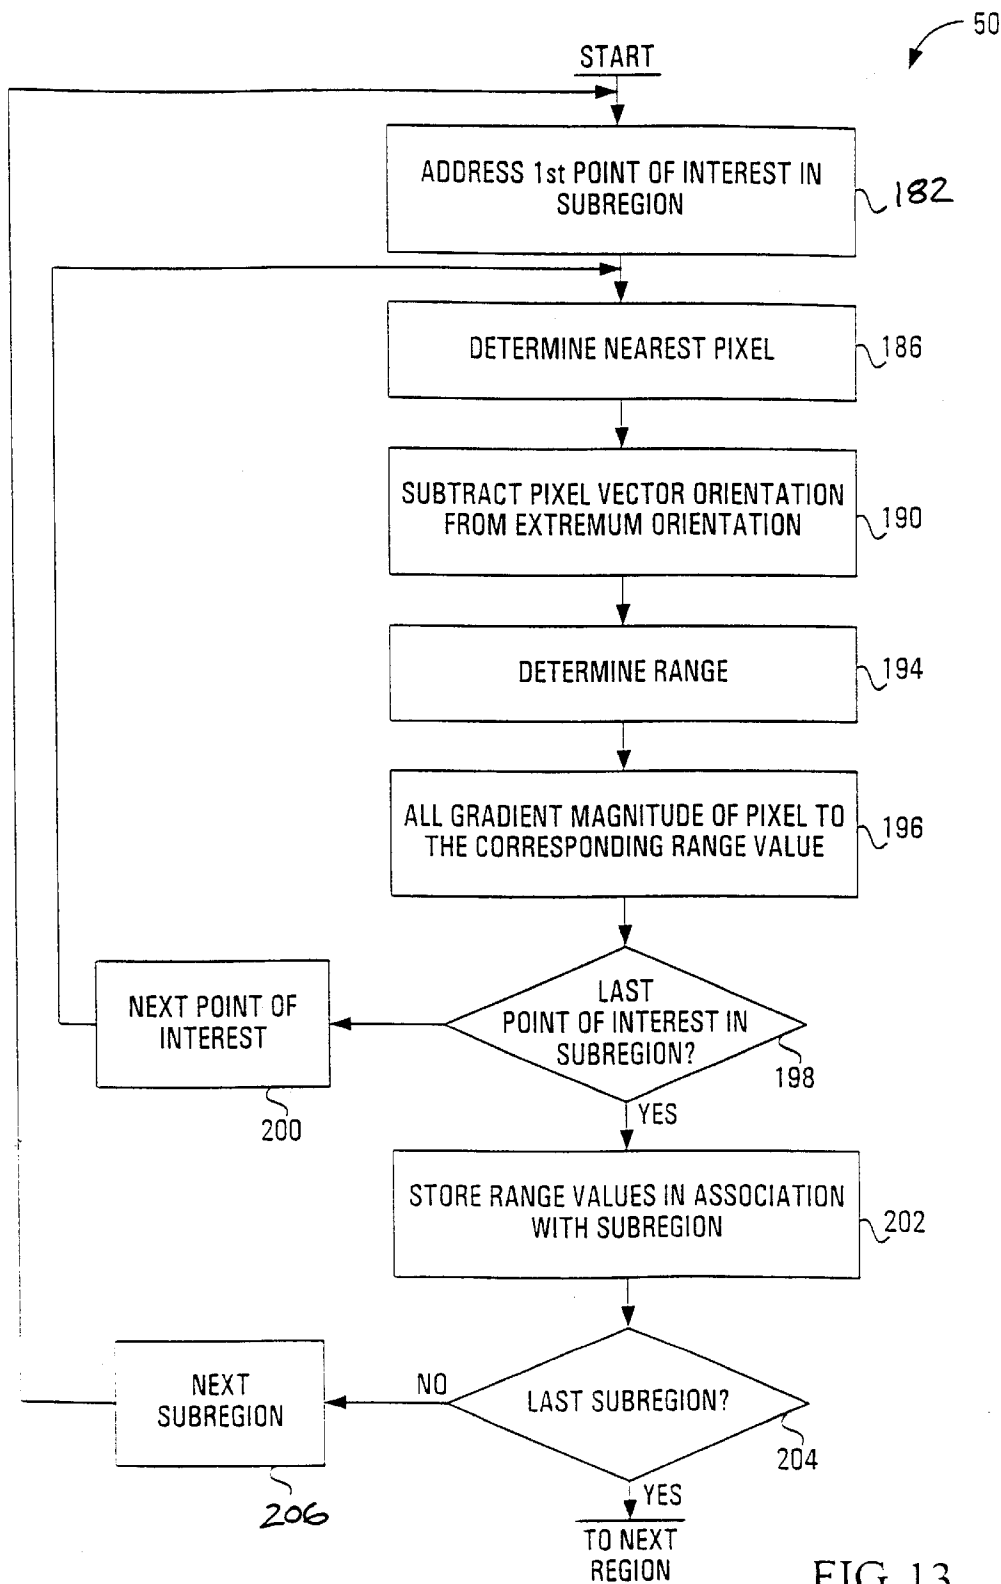 50
START
ADDRESS 1st POINT OF INTEREST IN
SUBREGION
182
DETERMINE NEAREST PIXEL
186
SUBTRACT PIXEL VECTOR ORIENTATION
FROM EXTREMUM ORIENTATION
190
DETERMINE RANGE
194
ALL GRADIENT MAGNITUDE OF PIXEL TO
THE CORRESPONDING RANGE VALUE
196
LAST
POINT OF INTEREST IN
SUBREGION?
198
NEXT POINT OF
INTEREST
200
YES
STORE RANGE VALUES IN ASSOCIATION
WITH SUBREGION
202
LAST SUBREGION?
204
NO
NEXT
SUBREGION
206
YES
TO NEXT
REGION
FIG 13